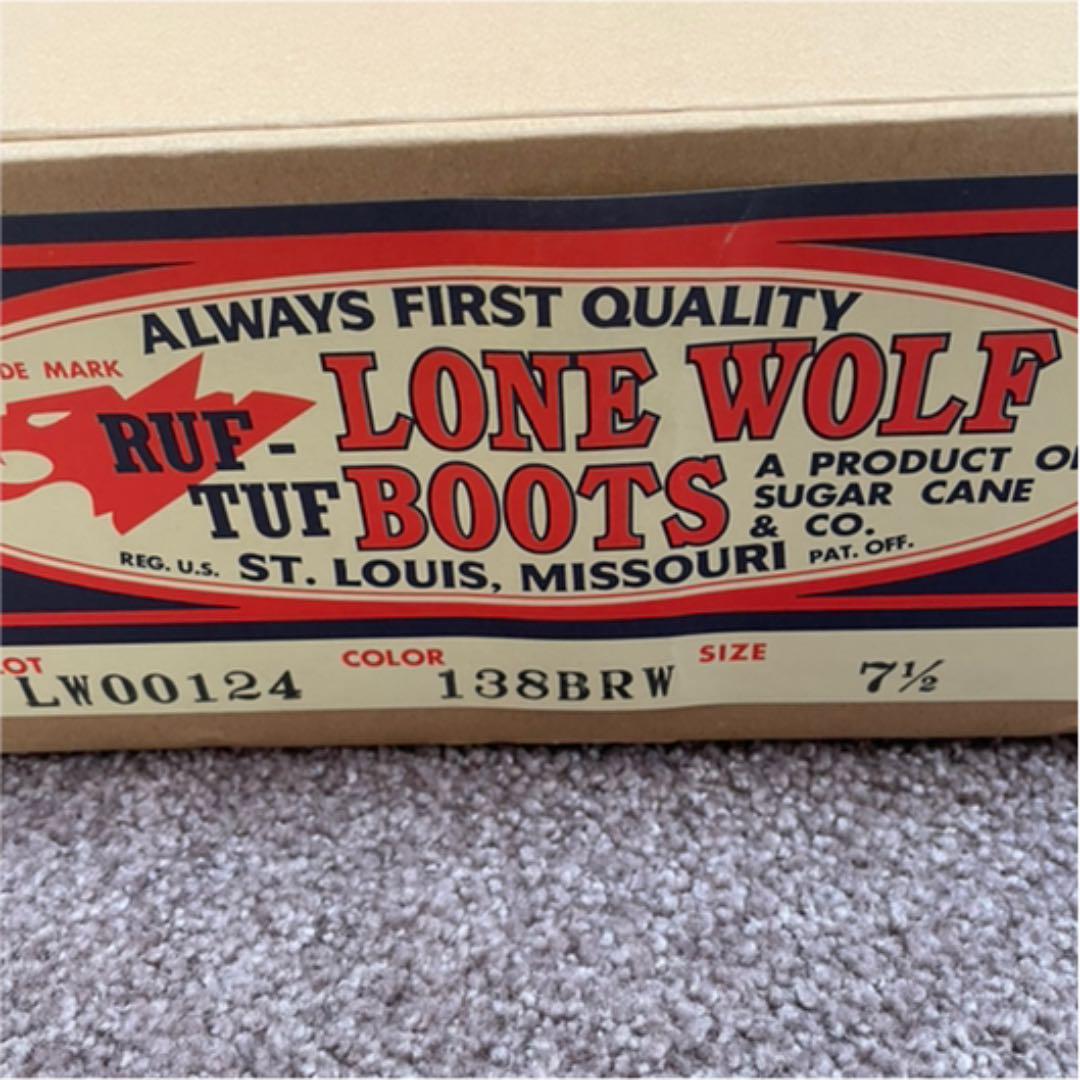 ALWAYS FIRST QUALITY
DE MARK
RUF-
TUF
LONE WOLF
BOOTS
A PRODUCT
SUGAR CANE
& CO.
REG. U.S. ST. LOUIS, MISSOURI PAT. OFF.
OT
LW00124
COLOR
138BRW
SIZE
7½